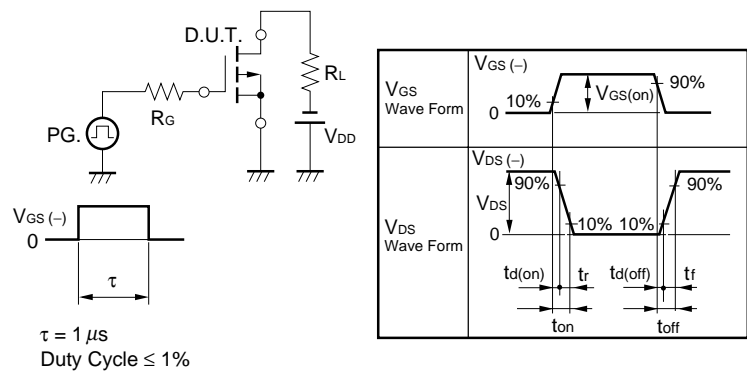 D.U.T.
RL
RG
PG.
VDD
VGS (−)
0
τ
τ = 1 μs
Duty Cycle ≤ 1%
VGS
Wave Form
VGS (−)
10%
0
VGS(on)
90%
VDS
Wave Form
VDS (−)
90%
VDS
0
10% 10%
90%
td(on) tr td(off) tf
ton toff